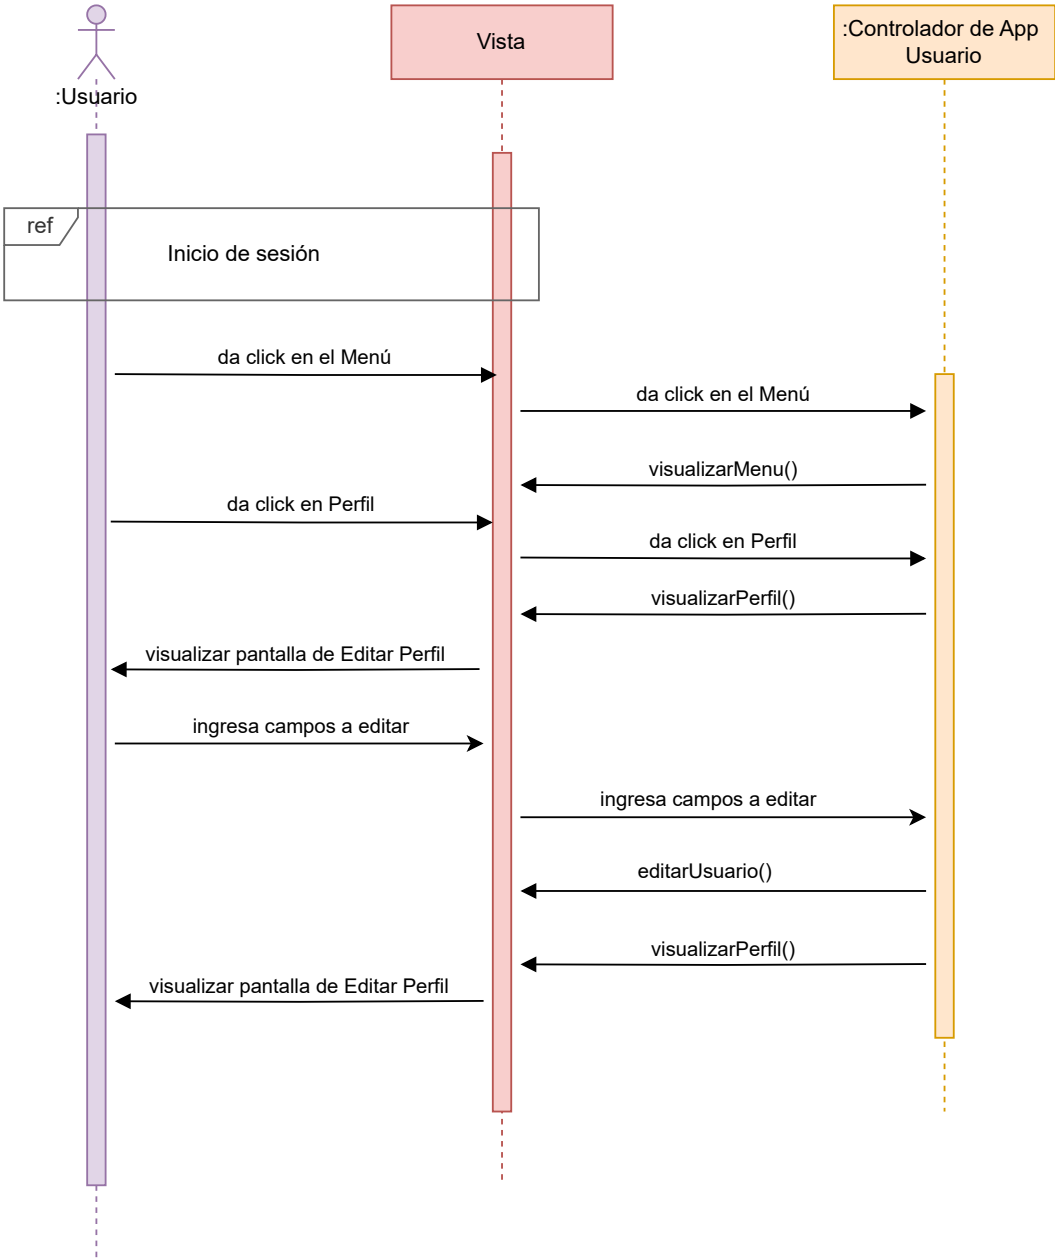 :Usuario
Vista
:Controlador de App
Usuario
ref
Inicio de sesión
da click en el Menú
da click en el Menú
visualizarMenu()
da click en Perfil
da click en Perfil
visualizarPerfil()
visualizar pantalla de Editar Perfil
ingresa campos a editar
ingresa campos a editar
editarUsuario()
visualizarPerfil()
visualizar pantalla de Editar Perfil